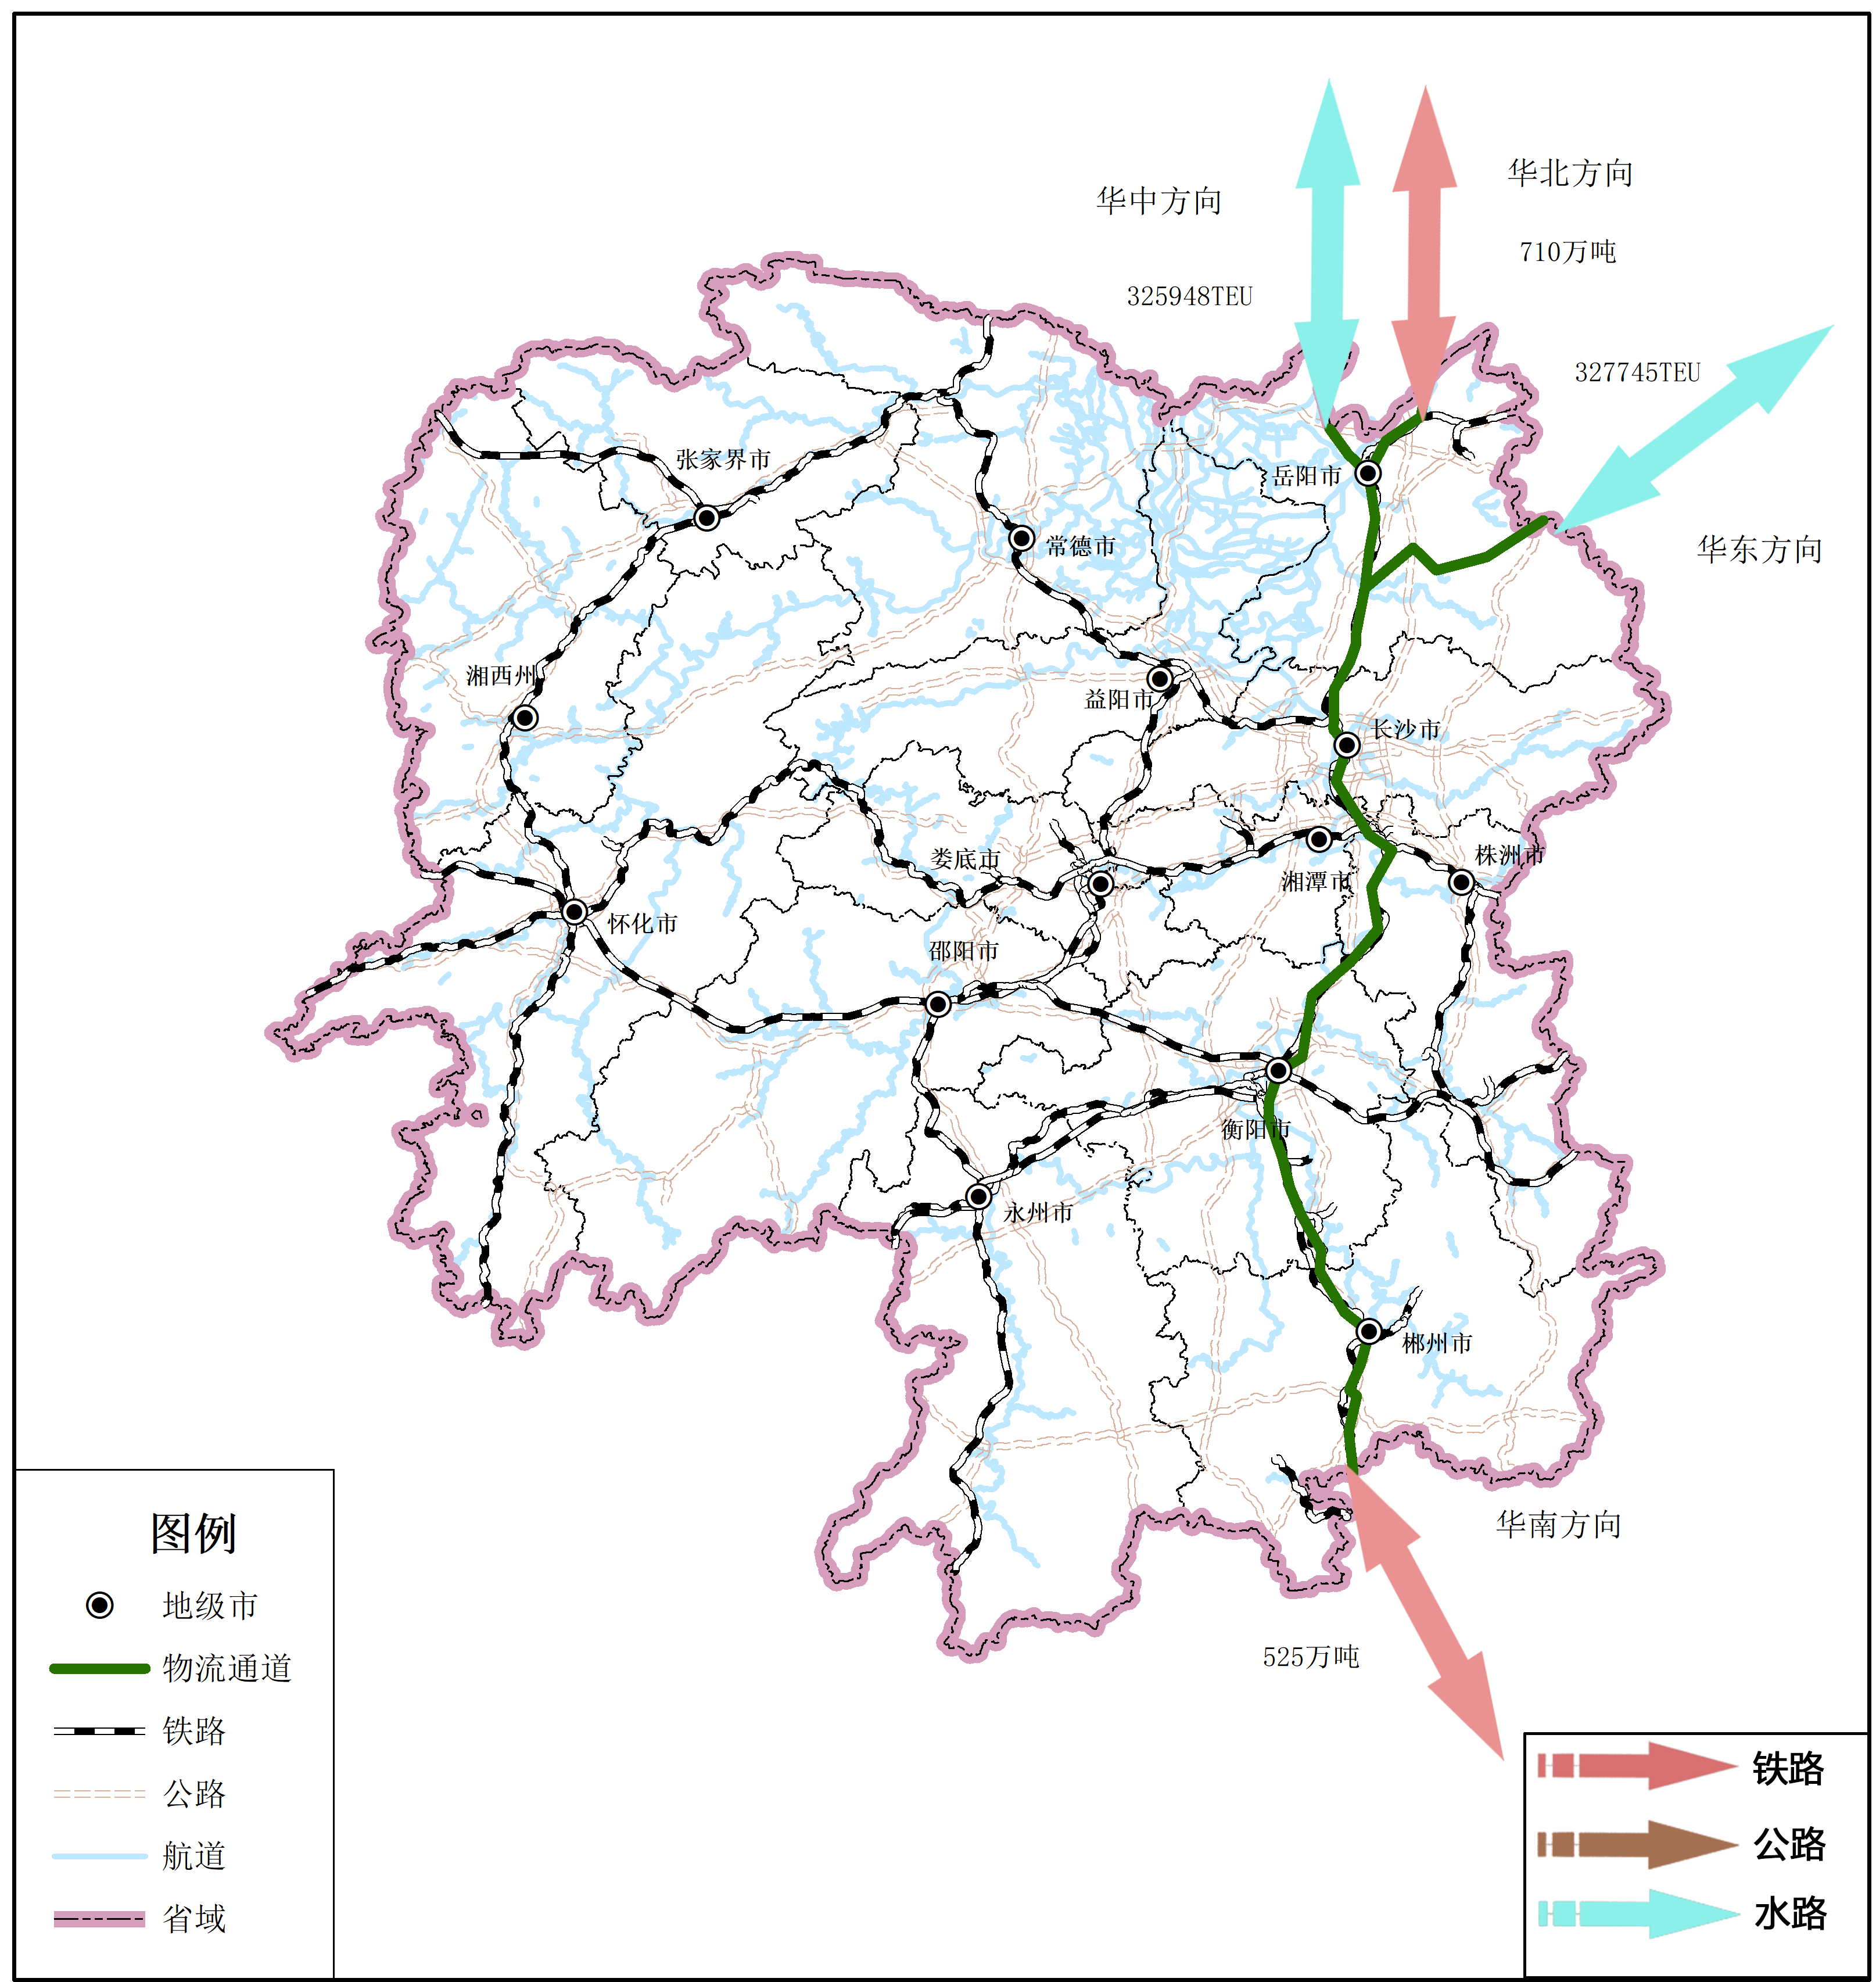 华北方向
华中方向
710万吨
325948TEU
327745TEU
张家界市
岳阳市
常德市
华东方向
湘西州
益阳市
长沙市
娄底市
株洲市
湘潭市
怀化市
邵阳市
衡阳市
永州市
郴州市
华南方向
525万吨
图例
地级市
物流通道
铁路
公路
航道
省域
铁路
公路
水路